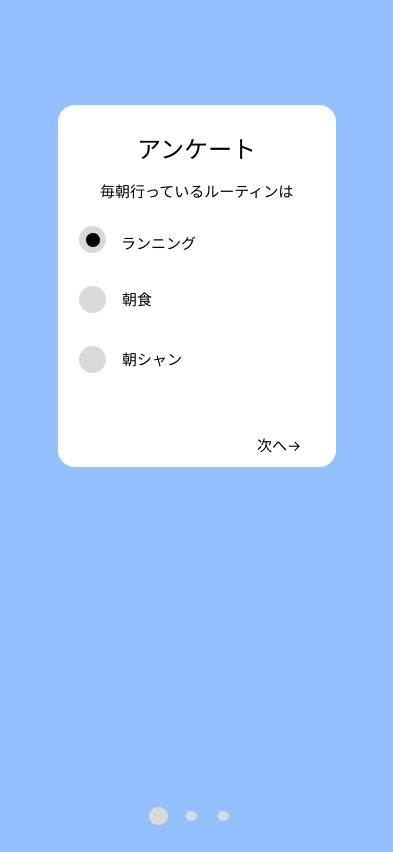 アンケート
毎朝行っているルーティンは
ランニング
朝食
朝シャン
次へ→